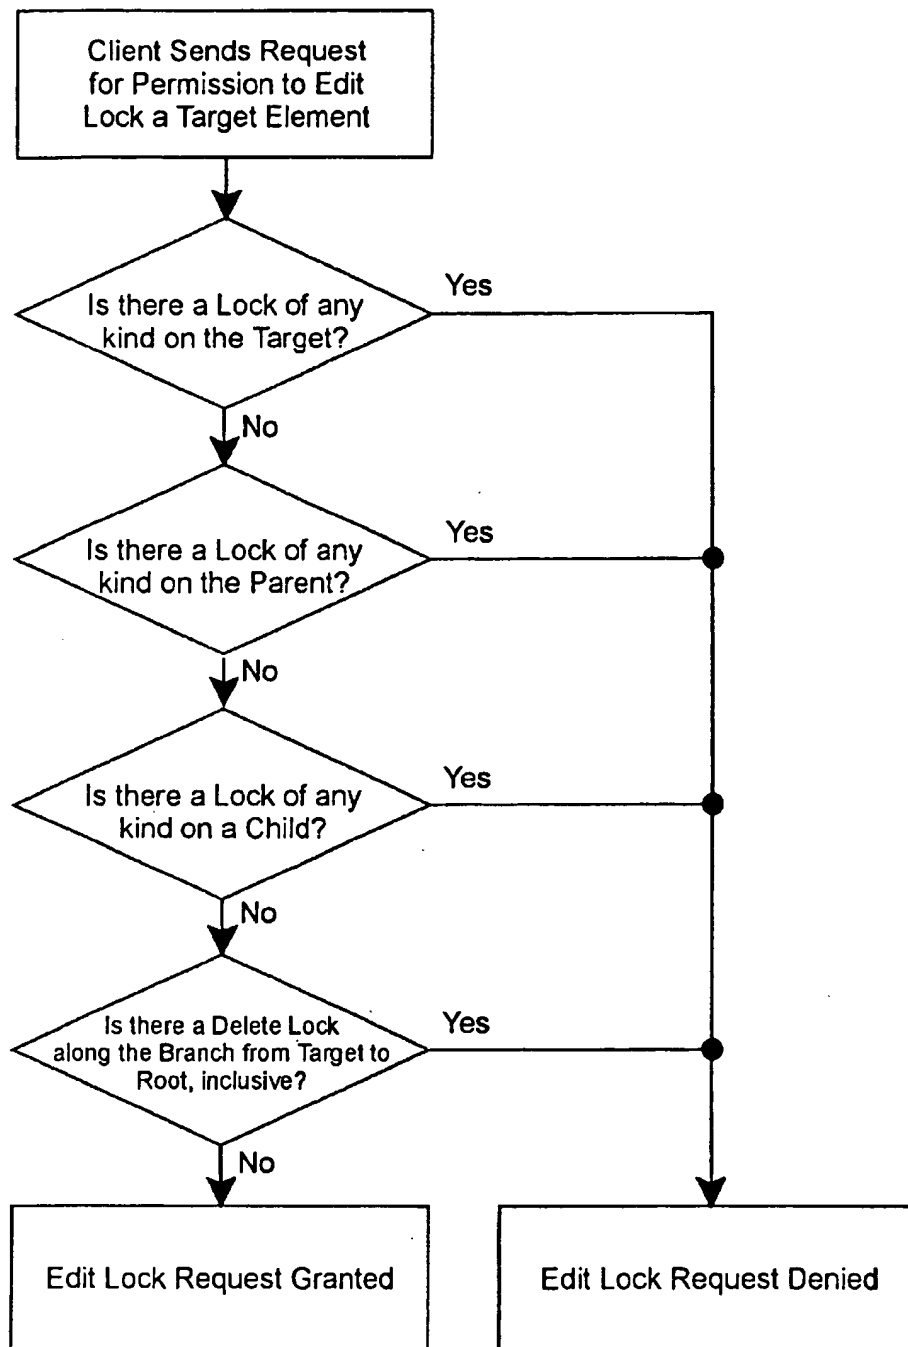 Client Sends Request
for Permission to Edit
Lock a Target Element
Is there a Lock of any
kind on the Target?
Yes
No
Is there a Lock of any
kind on the Parent?
Yes
No
Is there a Lock of any
kind on a Child?
Yes
No
Is there a Delete Lock
along the Branch from Target to
Root, inclusive?
Yes
No
Edit Lock Request Granted
Edit Lock Request Denied